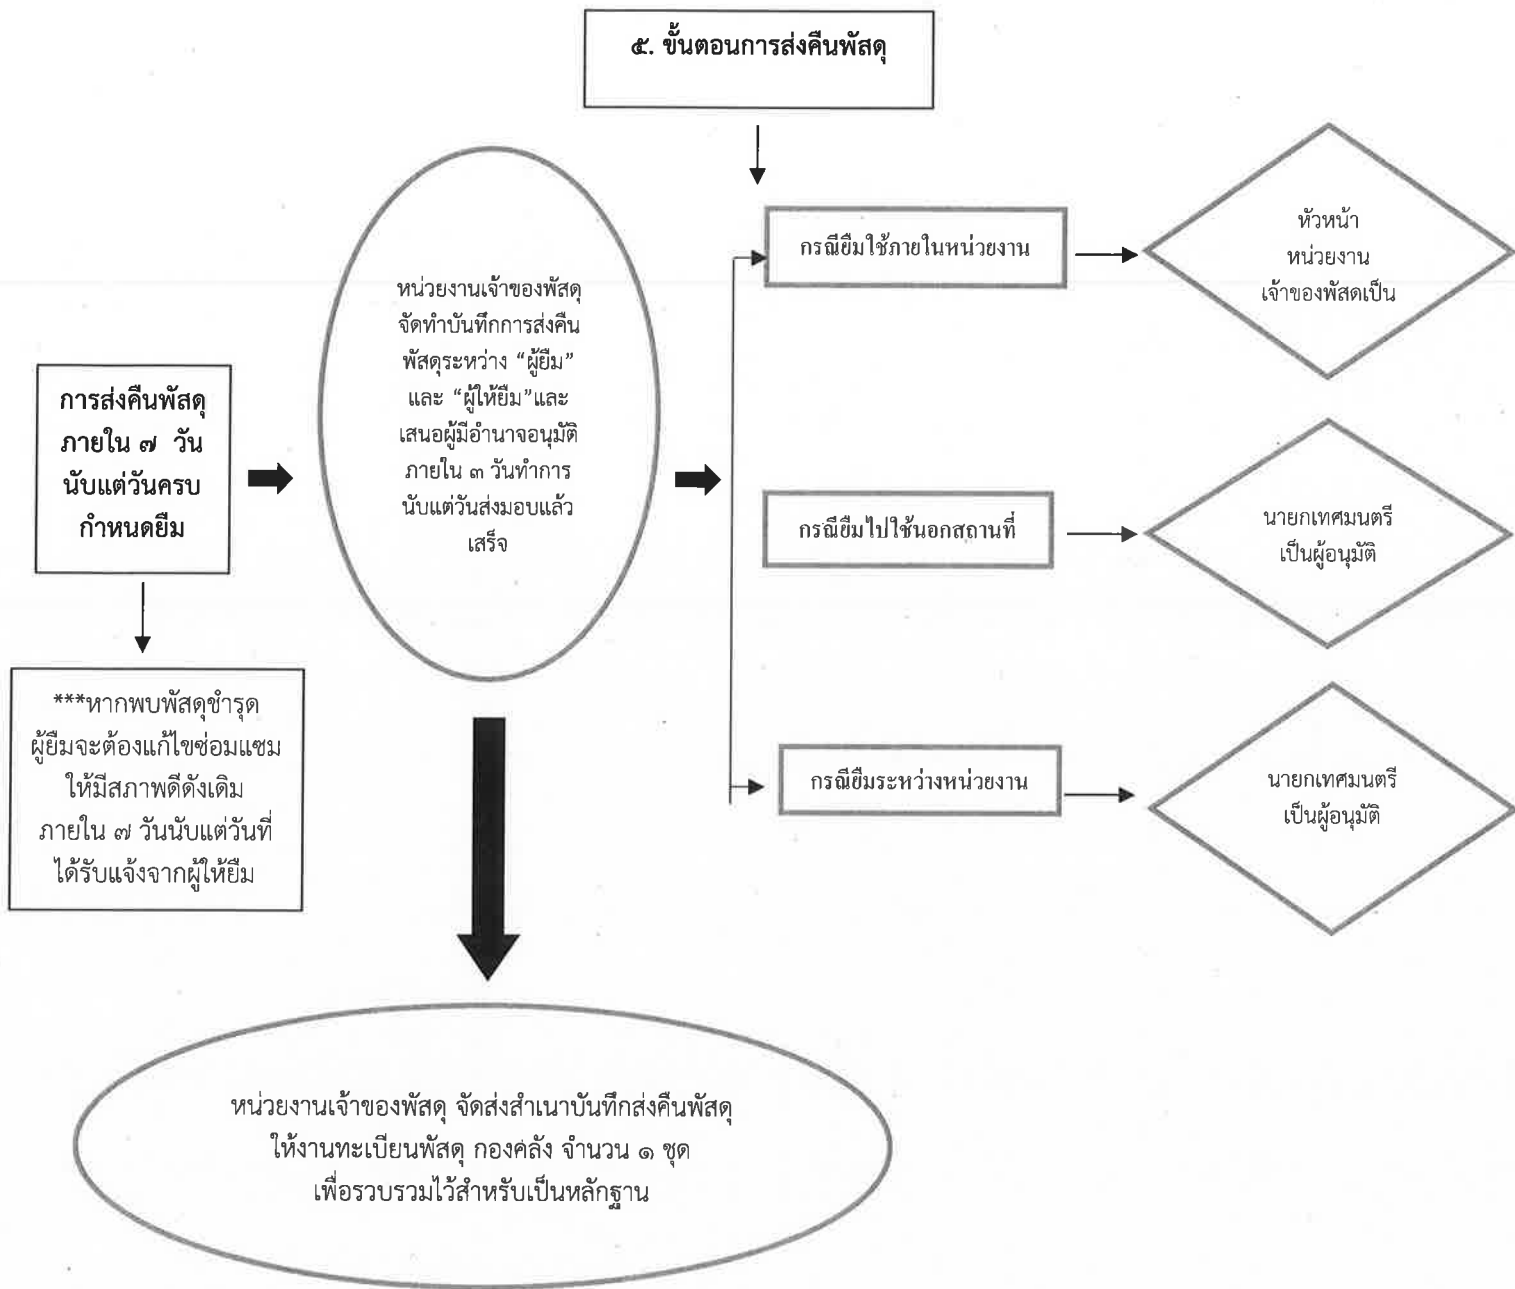 ๕. ขั้นตอนการส่งคืนพัสดุ
การส่งคืนพัสดุ
ภายใน ๗ วัน
นับแต่วันครบ
กำหนดยืม
***หากพบพัสดุชำรุด
ผู้ยืมจะต้องแก้ไขซ่อมแซม
ให้มีสภาพดีดังเดิม
ภายใน ๗ วันนับแต่วันที่
ได้รับแจ้งจากผู้ให้ยืม
หน่วยงานเจ้าของพัสดุ
จัดทำบันทึกการส่งคืน
พัสดุระหว่าง “ผู้ยืม”
และ “ผู้ให้ยืม”และ
เสนอผู้มีอำนาจอนุมัติ
ภายใน ๓ วันทำการ
นับแต่วันส่งมอบแล้ว
เสร็จ
กรณียืมใช้ภายในหน่วยงาน
หัวหน้า
หน่วยงาน
เจ้าของพัสดเป็น
กรณียืมไปใช้นอกสถานที่
นายกเทศมนตรี
เป็นผู้อนุมัติ
กรณียืมระหว่างหน่วยงาน
นายกเทศมนตรี
เป็นผู้อนุมัติ
หน่วยงานเจ้าของพัสดุ จัดส่งสำเนาบันทึกส่งคืนพัสดุ
ให้งานทะเบียนพัสดุ กองคลัง จำนวน ๑ ชุด
เพื่อรวบรวมไว้สำหรับเป็นหลักฐาน